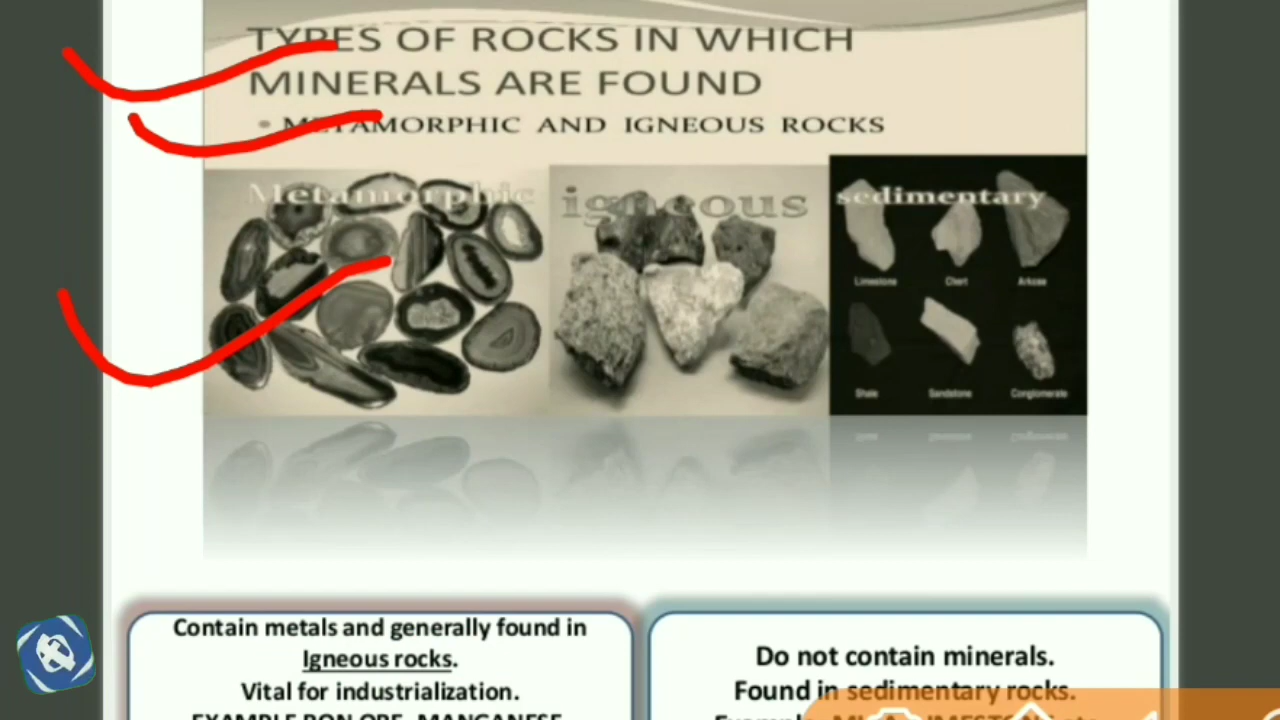 TYPES OF ROCKS IN WHICH
MINERALS ARE FOUND
• METAMORPHIC AND IGNEOUS ROCKS
Metamorphic
igneous
sedimentary
Limestone Chert Arkose
Shale Sandstone Conglomerate
Contain metals and generally found in
Igneous rocks.
Vital for industrialization.
Do not contain minerals.
Found in sedimentary rocks.